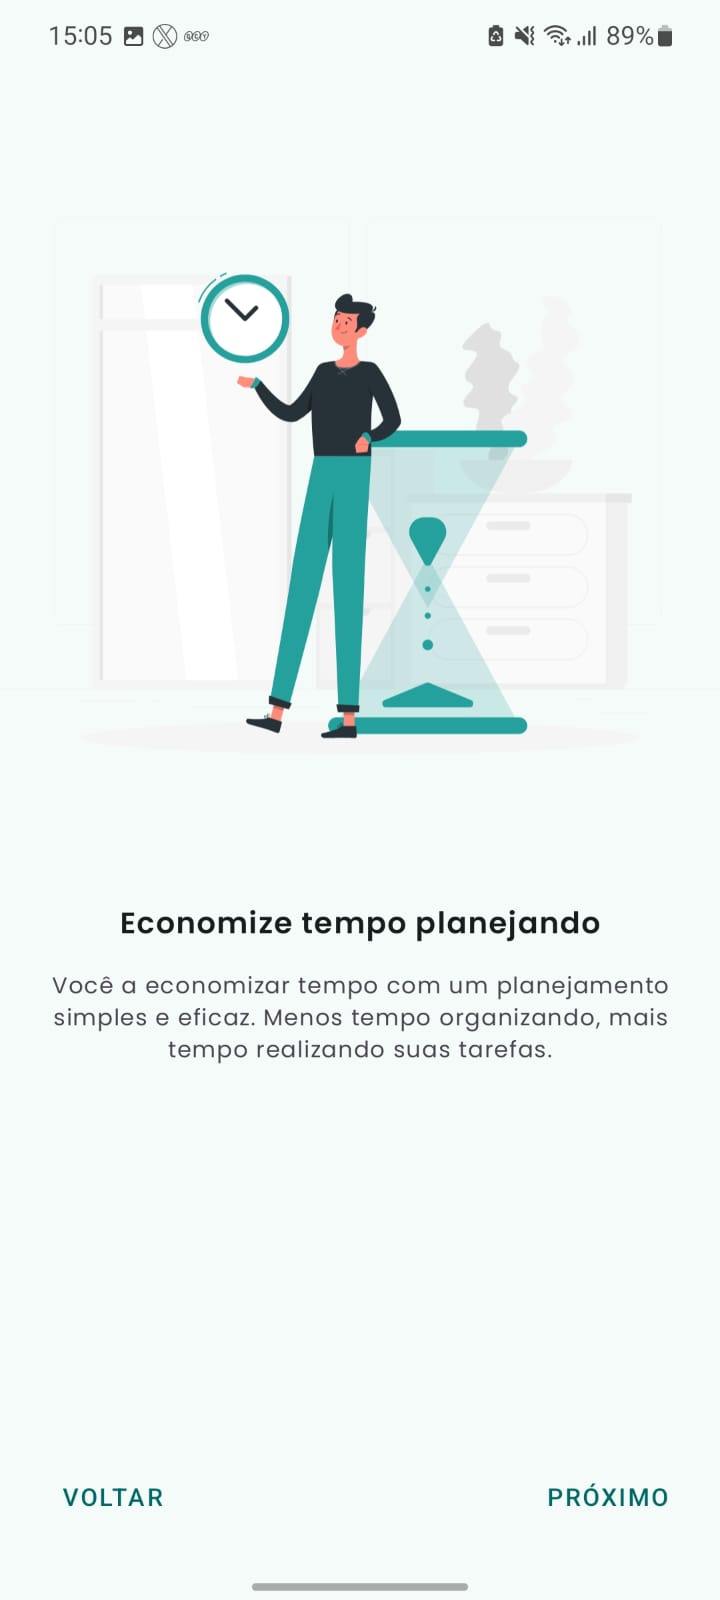 15:05 89%
Economize tempo planejando
Você a economizar tempo com um planejamento
simples e eficaz. Menos tempo organizando, mais
tempo realizando suas tarefas.
VOLTAR PRÓXIMO